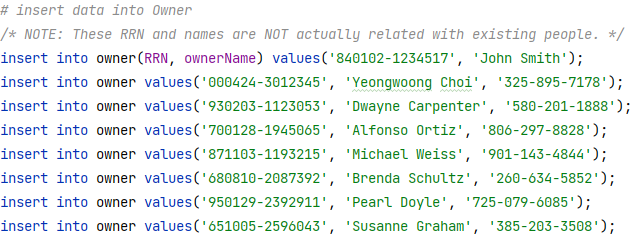 # insert data into Owner
/* NOTE: These RRN and names are NOT actually related with existing people. */
insert into owner(RRN, ownerName) values('840102-1234517', 'John Smith');
insert into owner values('000424-3012345', 'Yeongwoong Choi', '325-895-7178');
insert into owner values('930203-1123053', 'Dwayne Carpenter', '580-201-1888');
insert into owner values('700128-1945065', 'Alfonso Ortiz', '806-297-8828');
insert into owner values('871103-1193215', 'Michael Weiss', '901-143-4844');
insert into owner values('680810-2087392', 'Brenda Schultz', '260-634-5852');
insert into owner values('950129-2392911', 'Pearl Doyle', '725-079-6085');
insert into owner values('651005-2596043', 'Susanne Graham', '385-203-3508');